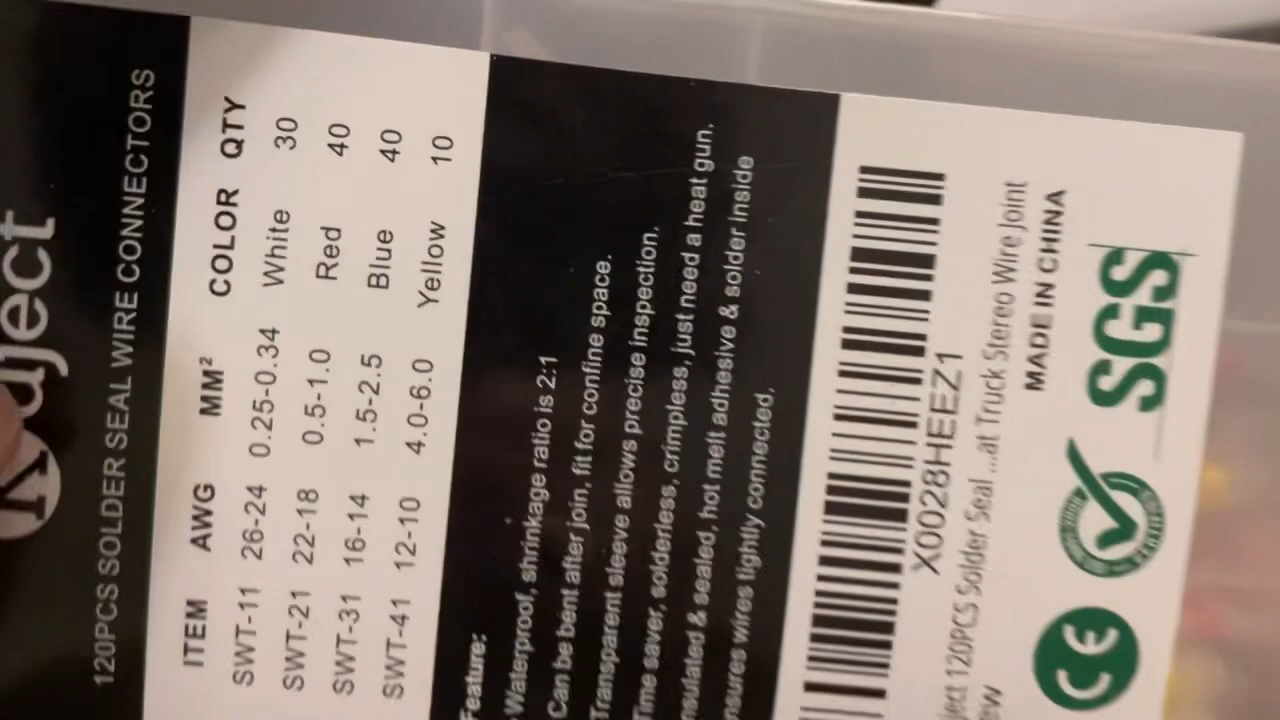 120PCS SOLDER SEAL WIRE CONNECTORS
ITEM AWG MM² COLOR QTY
SWT-11 26-24 0.25-0.34 White 30
SWT-21 22-18 0.5-1.0 Red 40
SWT-31 16-14 1.5-2.5 Blue 40
SWT-41 12-10 4.0-6.0 Yellow 10
Feature:
Waterproof, shrinkage ratio is 2:1
Can be bent after join, fit for confine space.
Transparent sleeve allows precise inspection.
Time saver, solderless, crimpless, just need a heat gun.
nsulated & sealed, hot melt adhesive & solder inside
nsures wires tightly connected.
X0028HEEZ1
ject 120PCS Solder Seal ...at Truck Stereo Wire Joint
ew
MADE IN CHINA
CE SGS